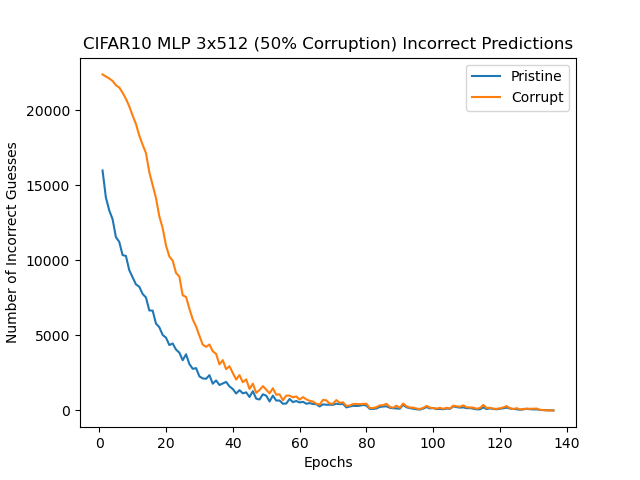 CIFAR10 MLP 3x512 (50% Corruption) Incorrect Predictions
Pristine
Corrupt
Number of Incorrect Guesses
20000
15000
10000
5000
0
0 20 40 60 80 100 120 140
Epochs